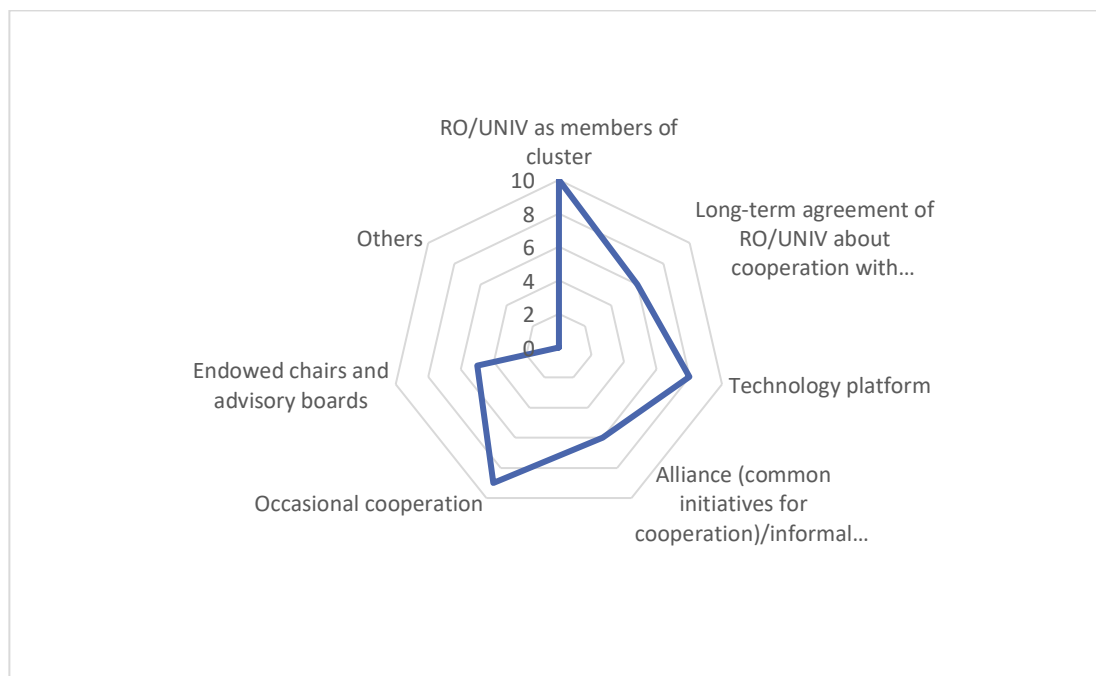 RO/UNIV as members of
cluster
10
8
6
4
2
0
Long-term agreement of
RO/UNIV about
cooperation with…
Technology platform
Alliance (common
initiatives for
cooperation)/informal…
Occasional cooperation
Endowed chairs and
advisory boards
Others